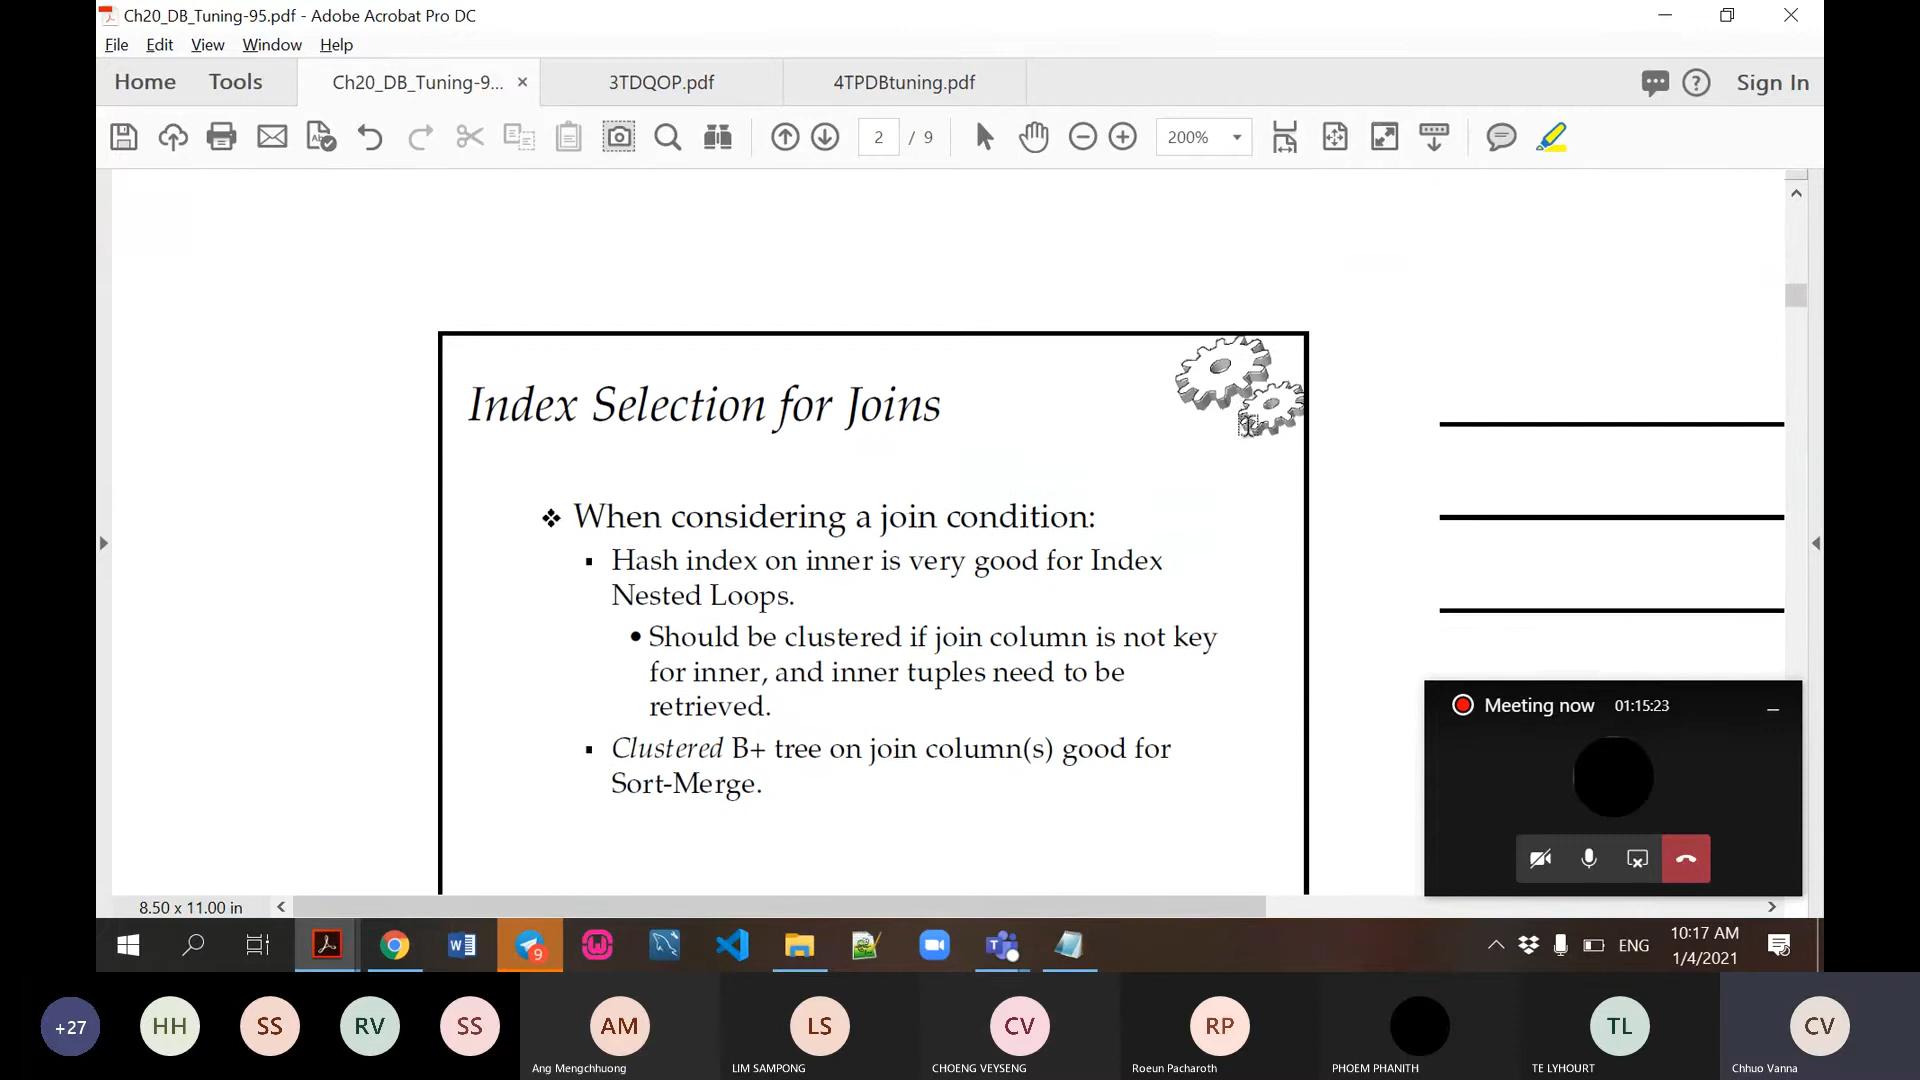 Ch20_DB_Tuning-95.pdf - Adobe Acrobat Pro DC
File Edit View Window Help
Home Tools Ch20_DB_Tuning-9... × 3TDQOP.pdf 4TPDBtuning.pdf Sign In
2 / 9 200%
Index Selection for Joins
❖ When considering a join condition:
▪ Hash index on inner is very good for Index
Nested Loops.
• Should be clustered if join column is not key
for inner, and inner tuples need to be
retrieved.
▪ Clustered B+ tree on join column(s) good for
Sort-Merge.
Meeting now 01:15:23
8.50 x 11.00 in
9
ENG
10:17 AM
1/4/2021
+27 HH SS RV SS AM LS CV RP TL CV
Ang Mengchhuong LIM SAMPONG CHOENG VEYSENG Roeun Pacharoth PHOEM PHANITH TE LYHOURT Chhuo Vanna